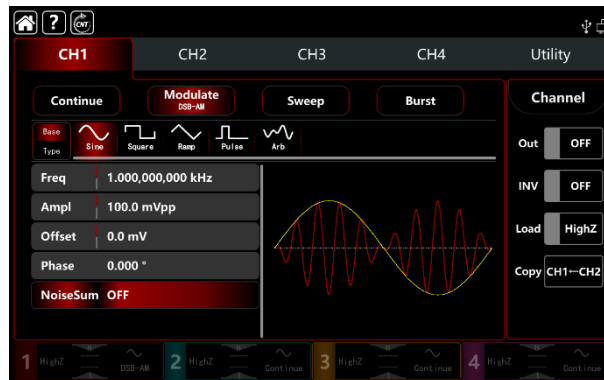 ? CNT
CH1 CH2 CH3 CH4 Utility
Continue Modulate Sweep Burst Channel
DSB-AM
Base
Type Sine Square Ramp Pulse Arb
Out OFF
Freq 1.000,000,000 kHz
INV OFF
Ampl 100.0 mVpp
Offset 0.0 mV
Load HighZ
Phase 0.000 °
Copy CH1←CH2
NoiseSum OFF
1 HighZ DSB-AM 2 HighZ Continue 3 HighZ Continue 4 HighZ Continue